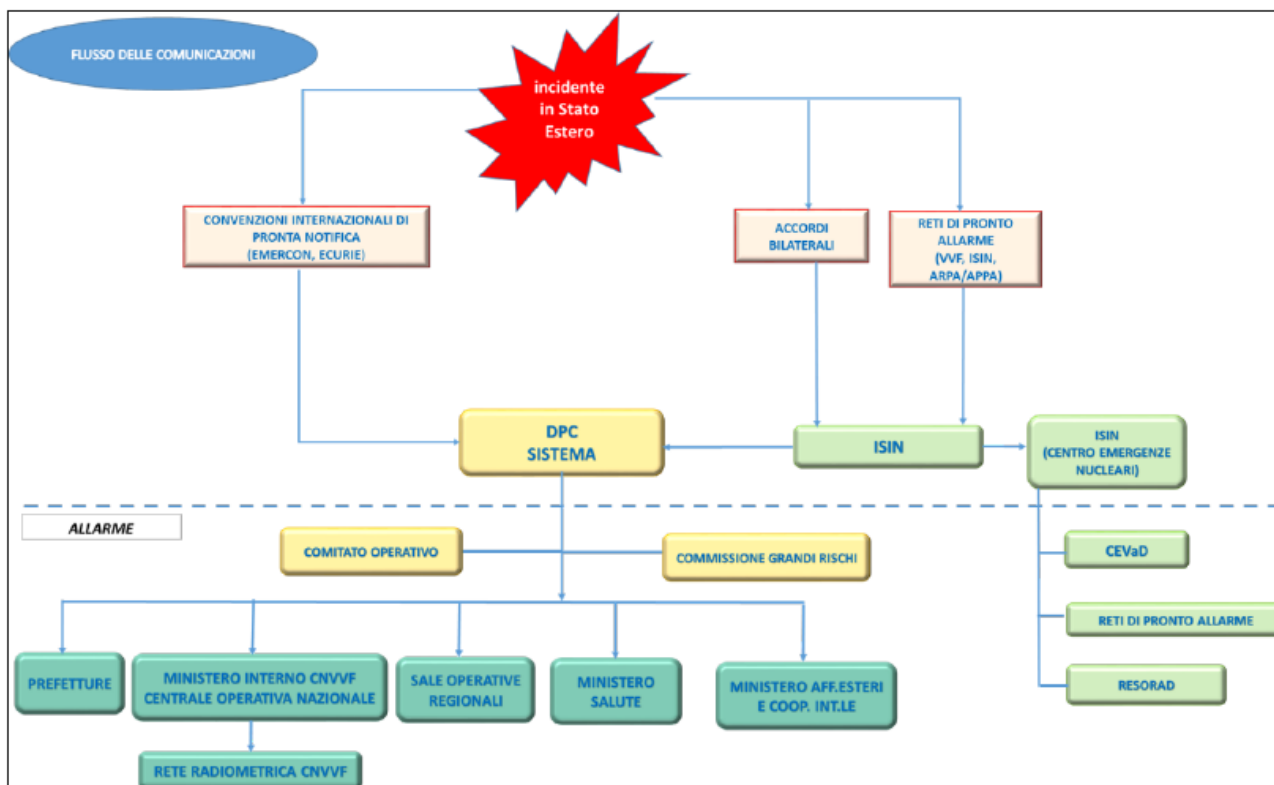 FLUSSO DELLE COMUNICAZIONI
incidente
in Stato
Estero
CONVENZIONI INTERNAZIONALI DI
PRONTA NOTIFICA
(EMERCON, ECURIE)
ACCORDI
BILATERALI
RETI DI PRONTO
ALLARME
(VVF, ISIN,
ARPA/APPA)
DPC
SISTEMA
ISIN
ISIN
(CENTRO EMERGENZE
NUCLEARI)
ALLARME
COMITATO OPERATIVO
COMMISSIONE GRANDI RISCHI
CEVaD
RETI DI PRONTO ALLARME
RESORAD
PREFETTURE
MINISTERO INTERNO CNVVF
CENTRALE OPERATIVA NAZIONALE
SALE OPERATIVE
REGIONALI
MINISTERO
SALUTE
MINISTERO AFF.ESTERI
E COOP. INT.LE
RETE RADIOMETRICA CNVVF